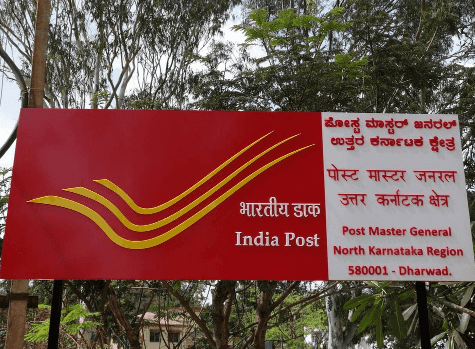 भारतीय डाक
India Post
ಪೋಸ್ಟ ಮಾಸ್ಟರ್ ಜನರಲ್
ಉತ್ತರ ಕರ್ನಾಟಕ ಕ್ಷೇತ್ರ
पोस्ट मास्टर जनरल
उत्तर कर्नाटक क्षेत्र
Post Master General
North Karnataka Region
580001 - Dharwad.